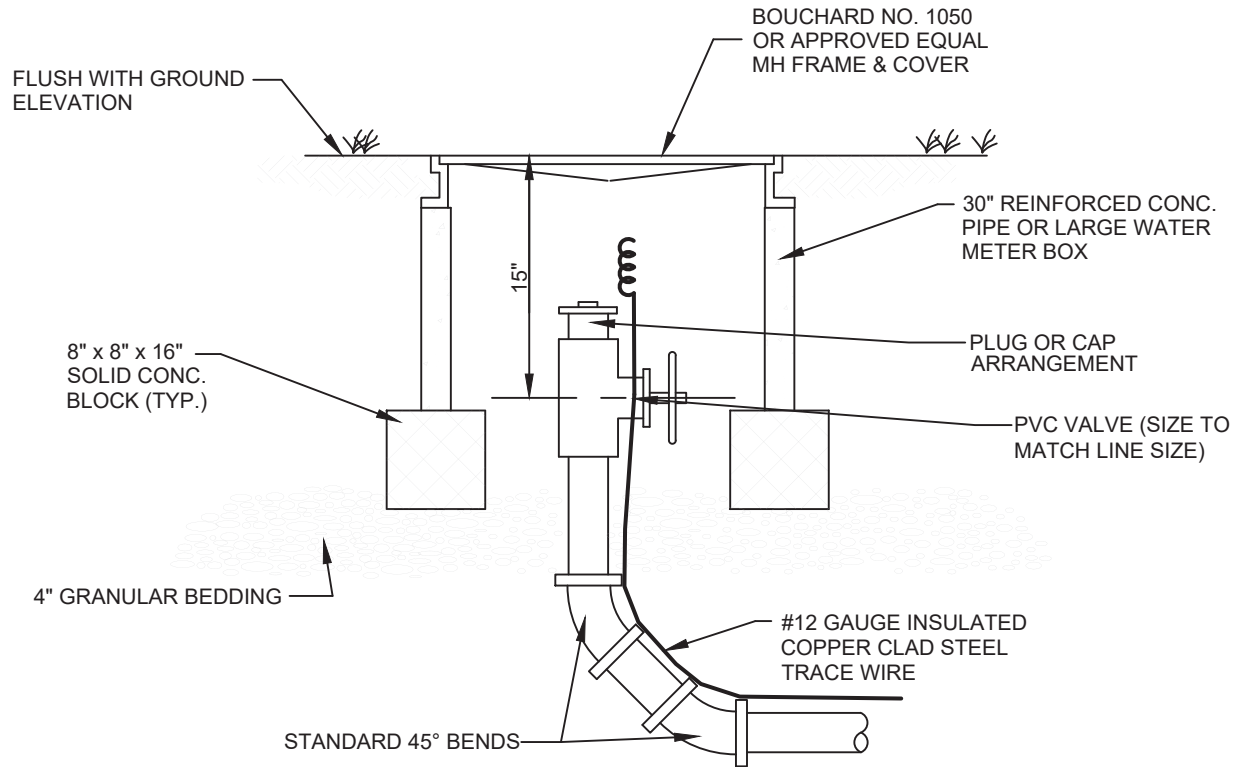 BOUCHARD NO. 1050
OR APPROVED EQUAL
MH FRAME & COVER
FLUSH WITH GROUND
ELEVATION
30" REINFORCED CONC.
PIPE OR LARGE WATER
METER BOX
15"
8" x 8" x 16"
SOLID CONC.
BLOCK (TYP.)
PLUG OR CAP
ARRANGEMENT
PVC VALVE (SIZE TO
MATCH LINE SIZE)
4" GRANULAR BEDDING
#12 GAUGE INSULATED
COPPER CLAD STEEL
TRACE WIRE
STANDARD 45° BENDS